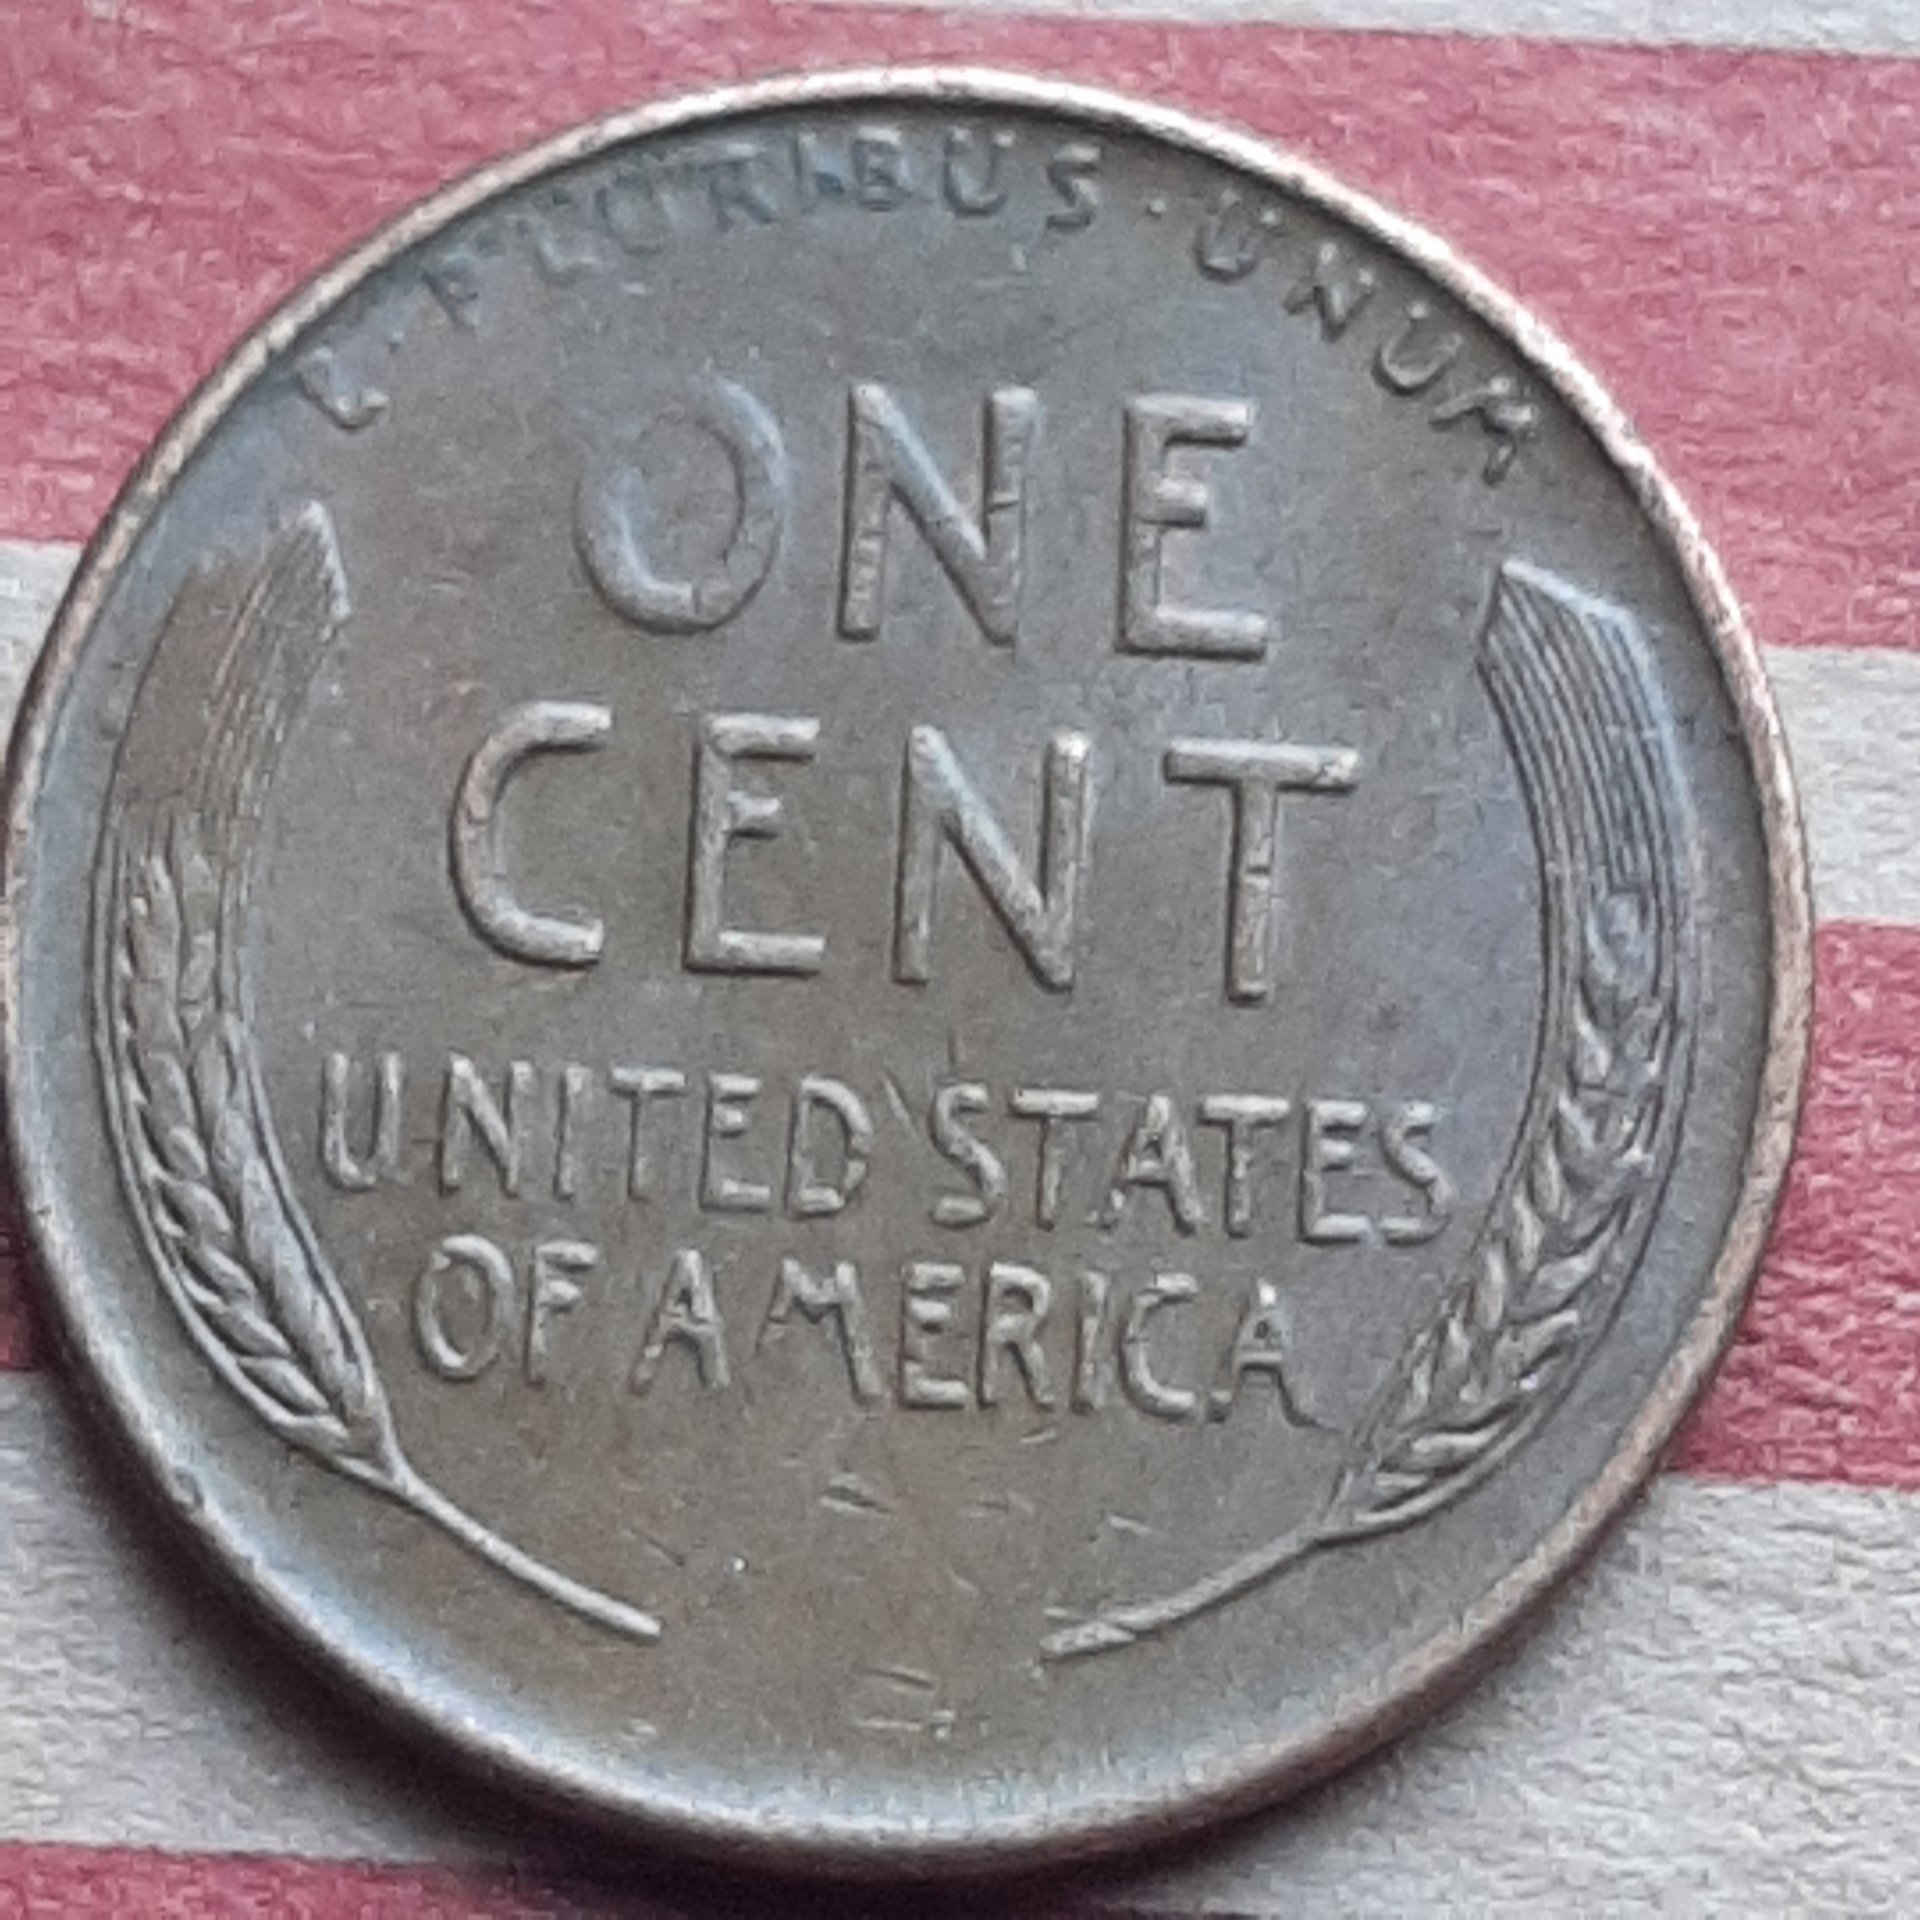 E·PLURIBUS·UNUM
ONE
CENT
UNITED STATES
OF AMERICA